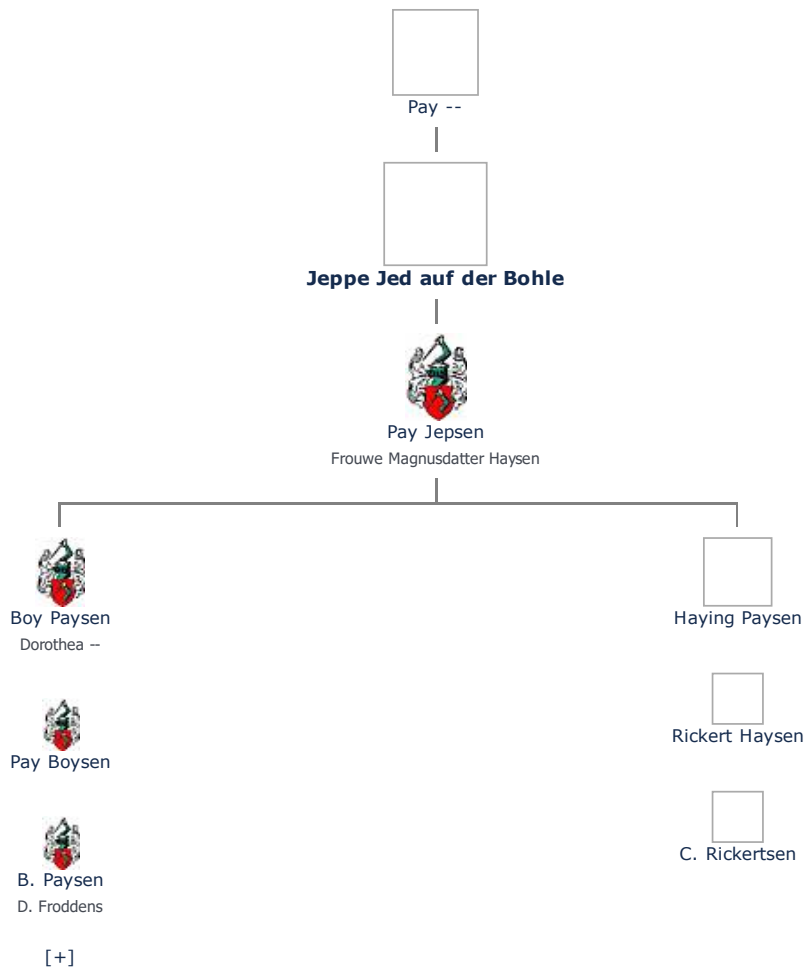 Pay --
Jeppe Jed auf der Bohle
Pay Jepsen
Frouwe Magnusdatter Haysen
Boy Paysen
Dorothea --
Haying Paysen
Pay Boysen
Rickert Haysen
B. Paysen
D. Froddens
C. Rickertsen
[+]